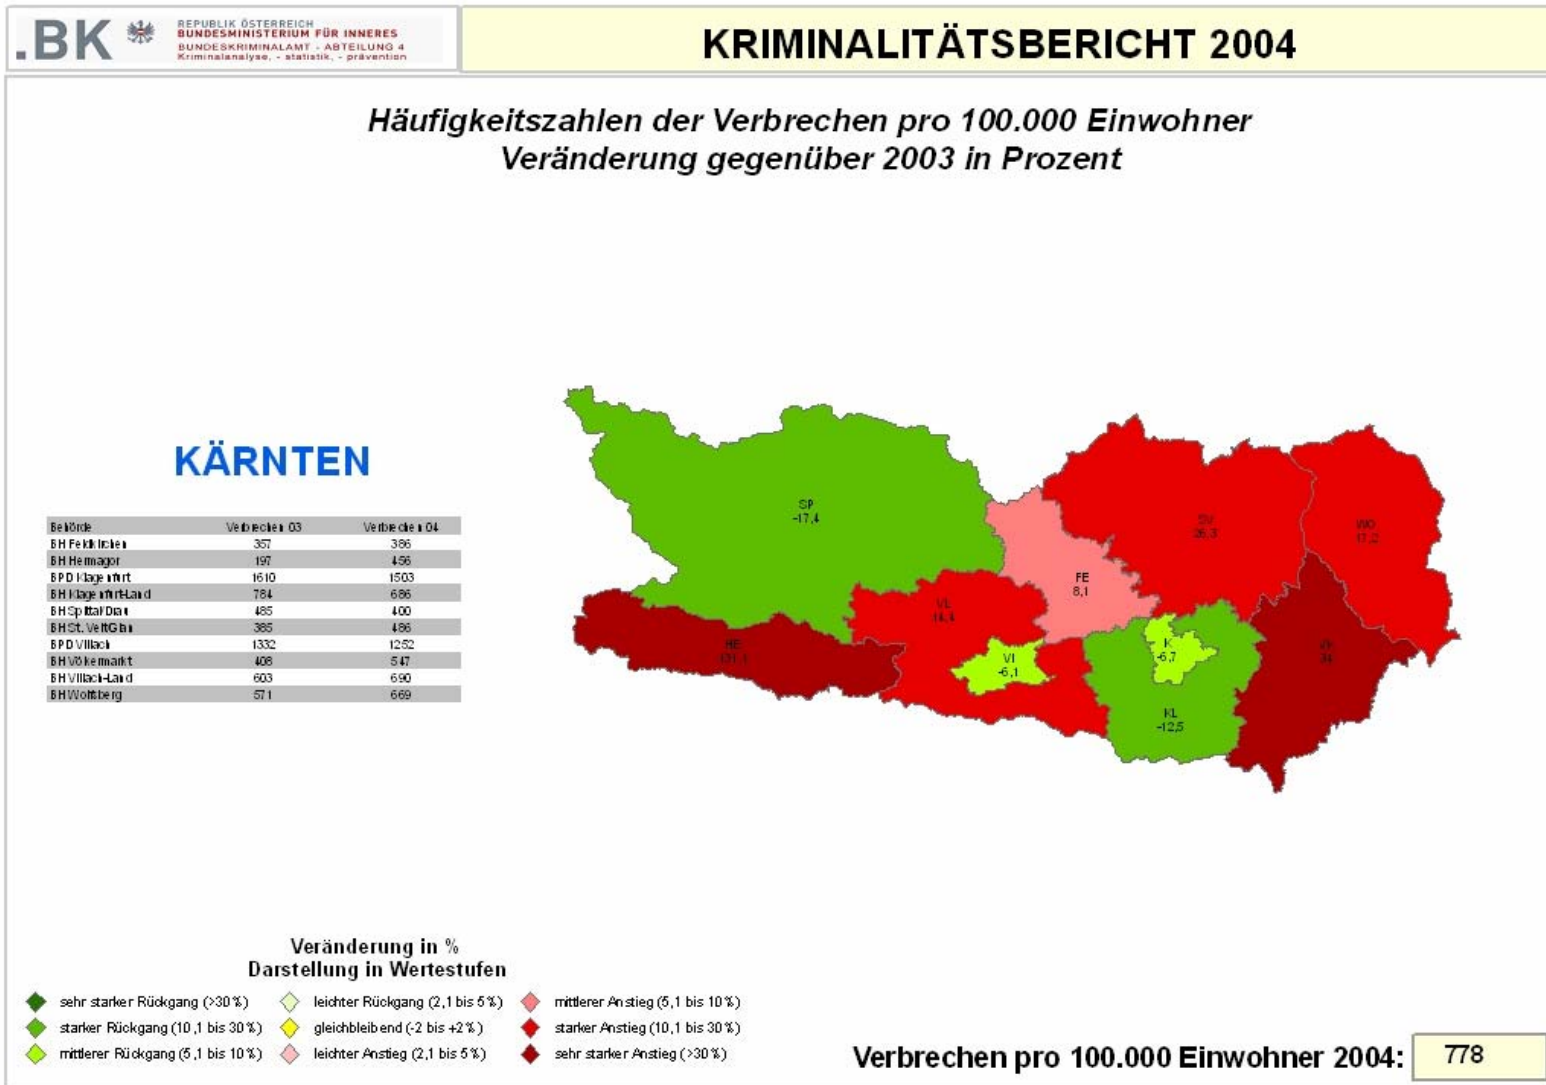 .BK
REPUBLIK ÖSTERREICH
BUNDESMINISTERIUM FÜR INNERES
BUNDESKRIMINALAMT - ABTEILUNG 4
Kriminalanalyse, - statistik, - prävention
KRIMINALITÄTSBERICHT 2004
Häufigkeitszahlen der Verbrechen pro 100.000 Einwohner
Veränderung gegenüber 2003 in Prozent
KÄRNTEN
Behörde Verbrechen 03 Verbrechen 04
BH Feldkirchen 357 386
BH Hermagor 197 456
BPD Klagenfurt 1610 1503
BH Klagenfurt-Land 784 686
BH Spittal/Drau 485 400
BH St. Veit/Glan 385 486
BPD Villach 1332 1252
BH Völkermarkt 408 547
BH Villach-Land 603 690
BH Wolfsberg 571 669
SP
-17,4
SV
26,3
WO
17,2
FE
8,1
VL
14,4
HE
131,1
VI
-6,1
K
-6,7
VK
34
KL
-12,5
Veränderung in %
Darstellung in Wertestufen
sehr starker Rückgang (>30%)
starker Rückgang (10,1 bis 30%)
mittlerer Rückgang (5,1 bis 10%)
leichter Rückgang (2,1 bis 5%)
gleichbleibend (-2 bis +2%)
leichter Anstieg (2,1 bis 5%)
mittlerer Anstieg (5,1 bis 10%)
starker Anstieg (10,1 bis 30%)
sehr starker Anstieg (>30%)
Verbrechen pro 100.000 Einwohner 2004: 778